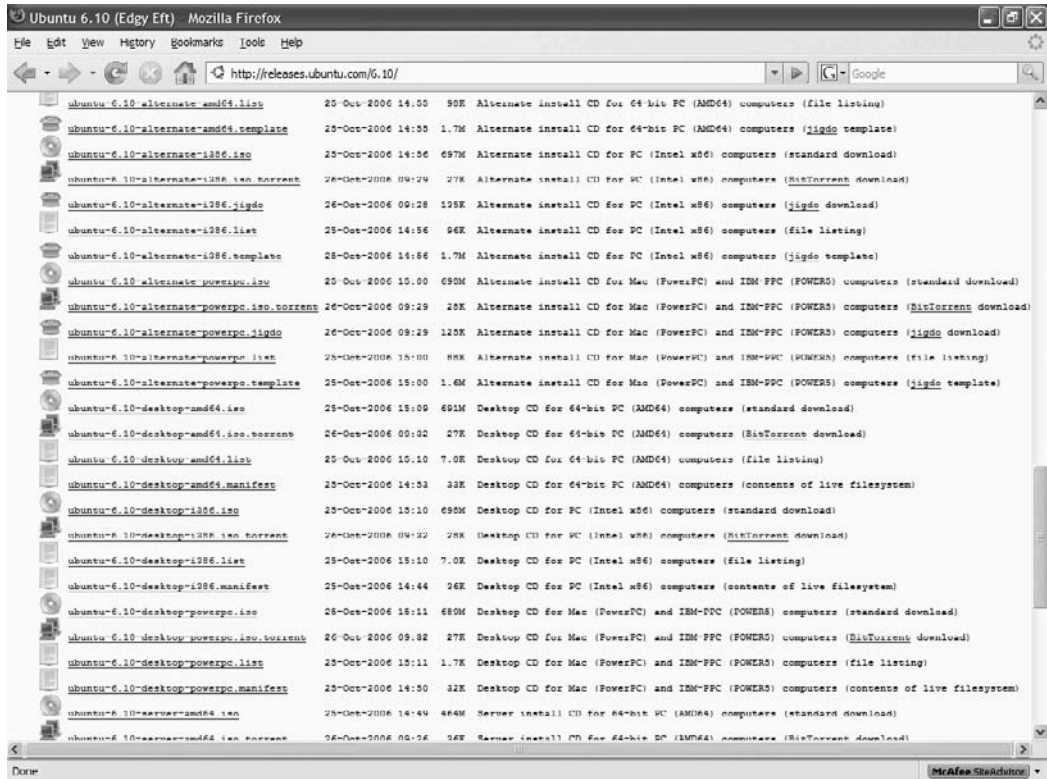 Ubuntu 6.10 (Edgy Eft) - Mozilla Firefox
File Edit View History Bookmarks Tools Help
http://releases.ubuntu.com/6.10/ Google
ubuntu-6.10-alternate-amd64.list 25-Oct-2006 14:55 98K Alternate install CD for 64-bit PC (AMD64) computers (file listing)
ubuntu-6.10-alternate-amd64.template 25-Oct-2006 14:55 1.7M Alternate install CD for 64-bit PC (AMD64) computers (jigdo template)
ubuntu-6.10-alternate-i386.iso 25-Oct-2006 14:56 697M Alternate install CD for PC (Intel x86) computers (standard download)
ubuntu-6.10-alternate-i386.iso.torrent 26-Oct-2006 09:29 27K Alternate install CD for PC (Intel x86) computers (BitTorrent download)
ubuntu-6.10-alternate-i386.jigdo 26-Oct-2006 09:28 125K Alternate install CD for PC (Intel x86) computers (jigdo download)
ubuntu-6.10-alternate-i386.list 25-Oct-2006 14:56 96K Alternate install CD for PC (Intel x86) computers (file listing)
ubuntu-6.10-alternate-i386.template 25-Oct-2006 14:56 1.7M Alternate install CD for PC (Intel x86) computers (jigdo template)
ubuntu-6.10-alternate-powerpc.iso 25-Oct-2006 15:00 Alternate install CD for Mac (PowerPC) and IBM-PPC (POWER5) computers (standard download)
ubuntu-6.10-alternate-powerpc.iso.torrent 26-Oct-2006 09:29 28K Alternate install CD for Mac (PowerPC) and IBM-PPC (POWER5) computers (BitTorrent download)
ubuntu-6.10-alternate-powerpc.jigdo 26-Oct-2006 09:29 125K Alternate install CD for Mac (PowerPC) and IBM-PPC (POWER5) computers (jigdo download)
ubuntu-6.10-alternate-powerpc.list 25-Oct-2006 15:00 88K Alternate install CD for Mac (PowerPC) and IBM-PPC (POWER5) computers (file listing)
ubuntu-6.10-alternate-powerpc.template 25-Oct-2006 15:00 1.6M Alternate install CD for Mac (PowerPC) and IBM-PPC (POWER5) computers (jigdo template)
ubuntu-6.10-desktop-amd64.iso 25-Oct-2006 15:09 691M Desktop CD for 64-bit PC (AMD64) computers (standard download)
ubuntu-6.10-desktop-amd64.iso.torrent 26-Oct-2006 09:32 27K Desktop CD for 64-bit PC (AMD64) computers (BitTorrent download)
ubuntu-6.10-desktop-amd64.list 25-Oct-2006 15:10 7.0K Desktop CD for 64-bit PC (AMD64) computers (file listing)
ubuntu-6.10-desktop-amd64.manifest 25-Oct-2006 14:53 33K Desktop CD for 64-bit PC (AMD64) computers (contents of live filesystem)
ubuntu-6.10-desktop-i386.iso 25-Oct-2006 15:10 698M Desktop CD for PC (Intel x86) computers (standard download)
ubuntu-6.10-desktop-i386.iso.torrent 26-Oct-2006 09:32 28K Desktop CD for PC (Intel x86) computers (BitTorrent download)
ubuntu-6.10-desktop-i386.list 25-Oct-2006 15:10 7.0K Desktop CD for PC (Intel x86) computers (file listing)
ubuntu-6.10-desktop-i386.manifest 25-Oct-2006 14:44 36K Desktop CD for PC (Intel x86) computers (contents of live filesystem)
ubuntu-6.10-desktop-powerpc.iso 25-Oct-2006 15:11 Desktop CD for Mac (PowerPC) and IBM-PPC (POWER5) computers (standard download)
ubuntu-6.10-desktop-powerpc.iso.torrent 26-Oct-2006 09:32 27K Desktop CD for Mac (PowerPC) and IBM-PPC (POWER5) computers (BitTorrent download)
ubuntu-6.10-desktop-powerpc.list 25-Oct-2006 15:11 1.7K Desktop CD for Mac (PowerPC) and IBM-PPC (POWER5) computers (file listing)
ubuntu-6.10-desktop-powerpc.manifest 25-Oct-2006 14:50 32K Desktop CD for Mac (PowerPC) and IBM-PPC (POWER5) computers (contents of live filesystem)
ubuntu-6.10-server-amd64.iso 25-Oct-2006 14:49 464M Server install CD for 64-bit PC (AMD64) computers (standard download)
ubuntu-6.10-server-amd64.iso.torrent 26-Oct-2006 09:26 Server install CD for 64-bit PC (AMD64) computers (BitTorrent download)
Done McAfee SiteAdvisor